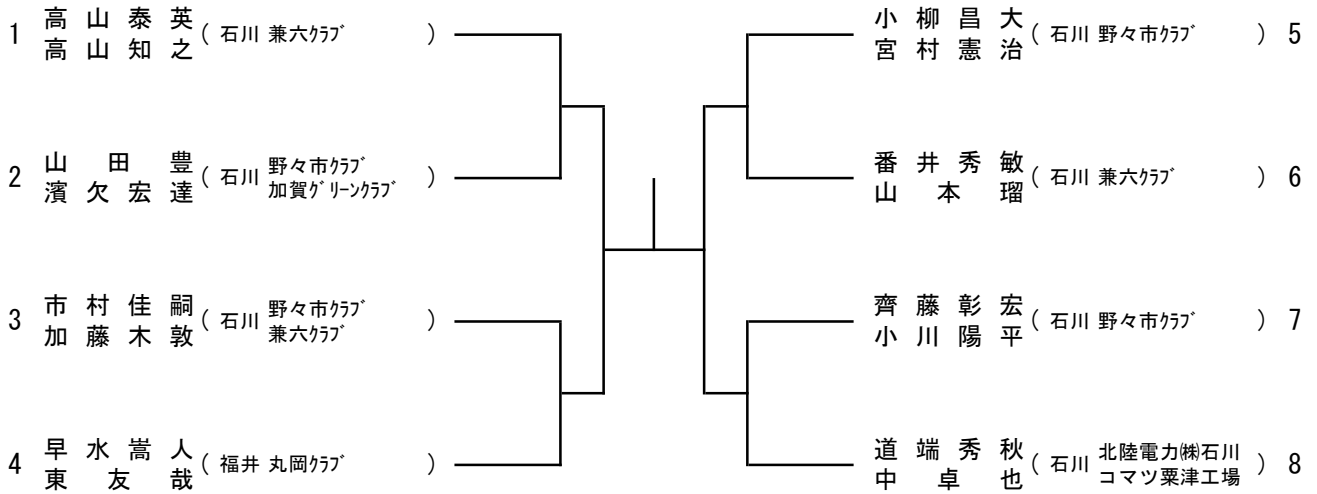 1 高山泰英 ( 石川 兼六ｸﾗﾌﾞ )
高山知之
2 山田豊 ( 石川 野々市ｸﾗﾌﾞ )
濱欠宏達 加賀ｸﾞﾘｰﾝｸﾗﾌﾞ
3 市村佳嗣 ( 石川 野々市ｸﾗﾌﾞ )
加藤木敦 兼六ｸﾗﾌﾞ
4 早水嵩人 ( 福井 丸岡ｸﾗﾌﾞ )
東友哉
小柳昌大 ( 石川 野々市ｸﾗﾌﾞ ) 5
宮村憲治
番井秀敏 ( 石川 兼六ｸﾗﾌﾞ ) 6
山本瑠
齊藤彰宏 ( 石川 野々市ｸﾗﾌﾞ ) 7
小川陽平
道端秀秋 ( 石川 北陸電力㈱石川 ) 8
中卓也 コマツ粟津工場